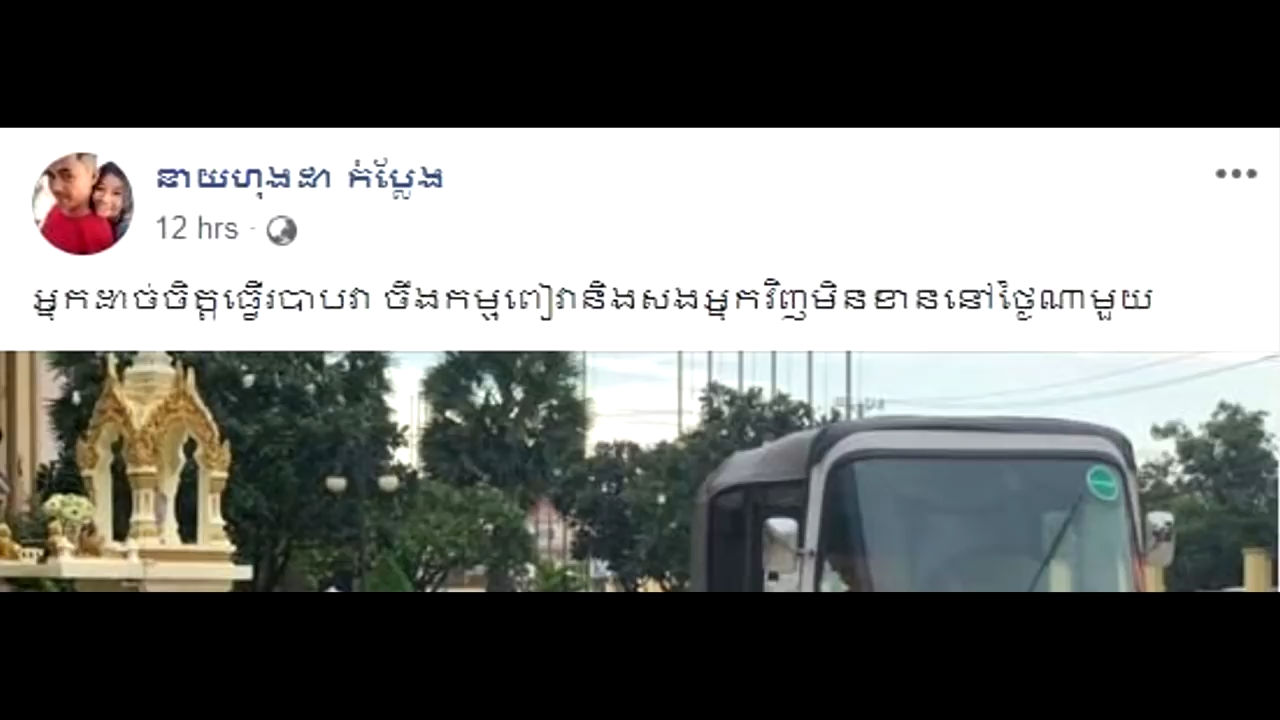 នាយហុងដា កំប្លែង
12 hrs ·
អ្នកដាច់ចិត្តធ្វើរបាបវា ចឹងកម្មពៀវានិងសងអ្នកវិញមិនខាននៅថ្ងៃណាមួយ